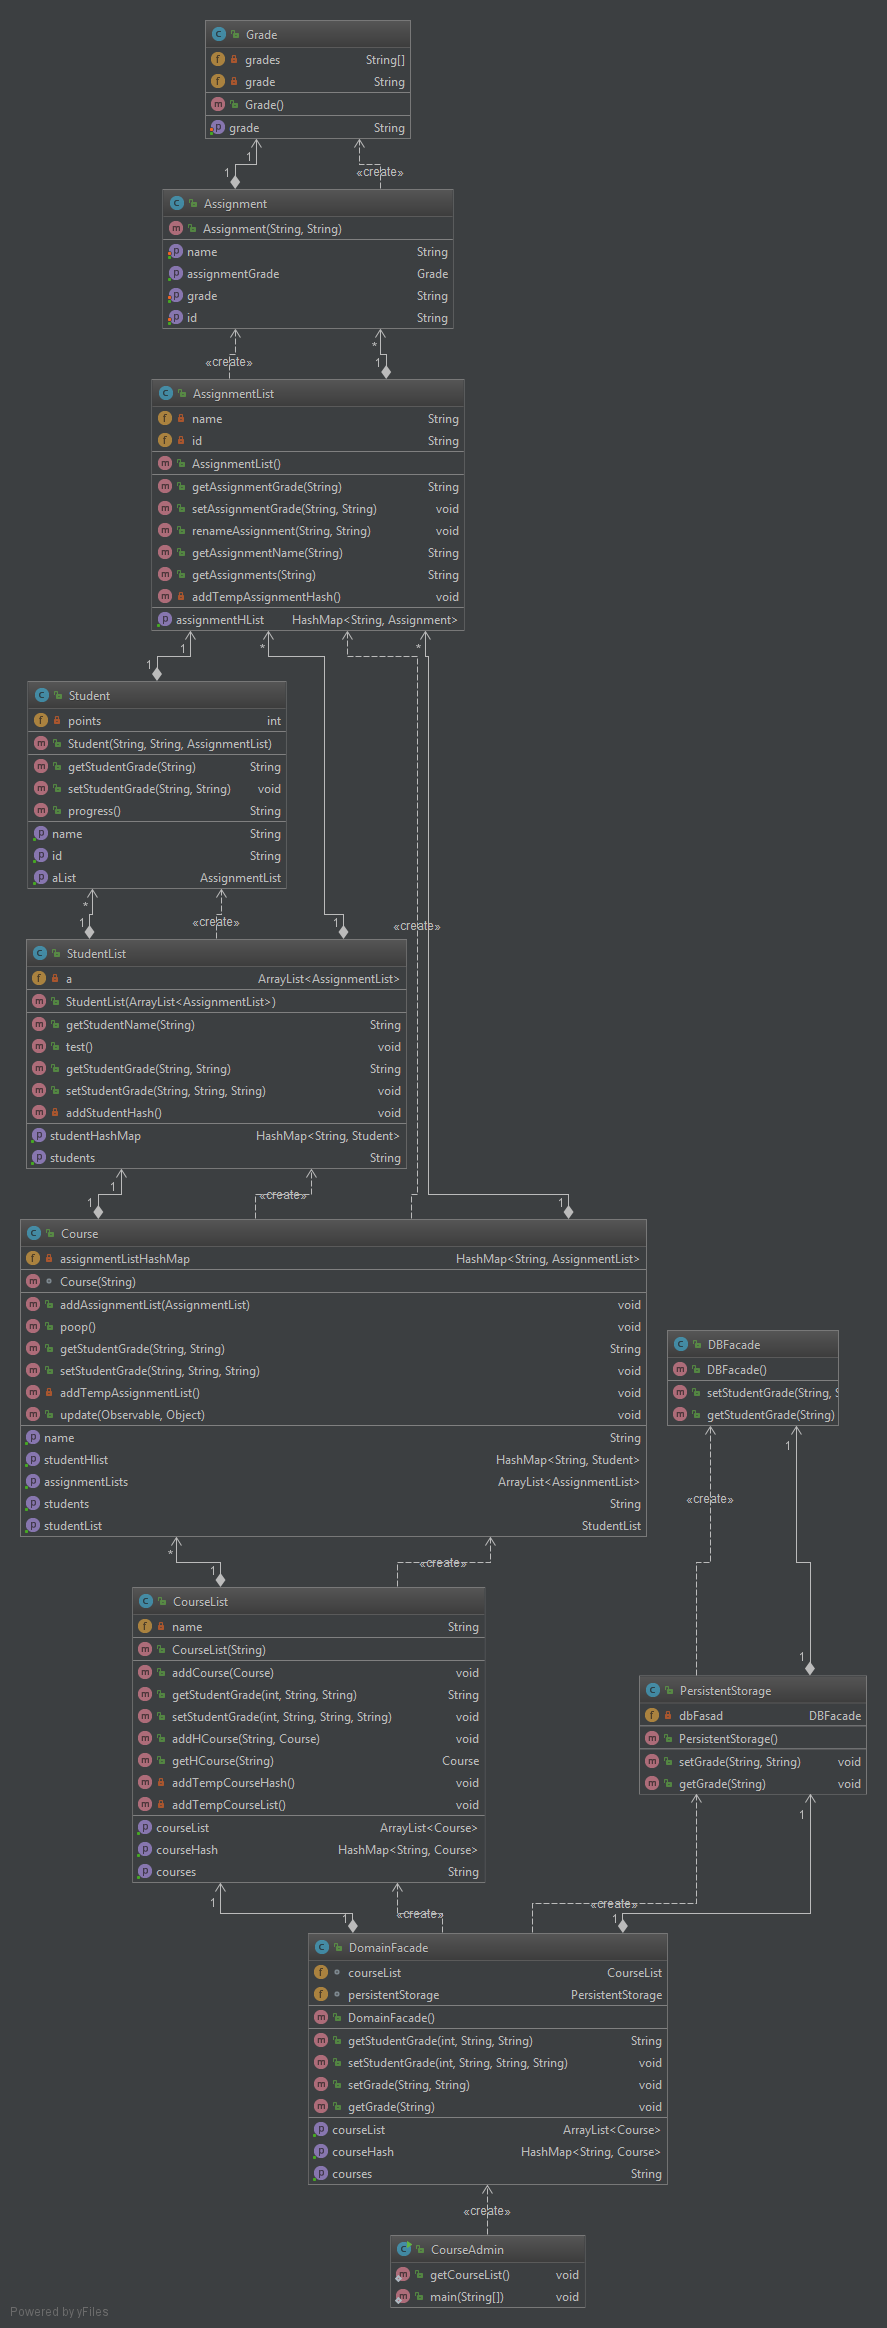 Grade
grades String[]
grade String
Grade()
grade String
1
1
«create»
Assignment
Assignment(String, String)
name String
assignmentGrade Grade
grade String
id String
*
«create»
1
AssignmentList
name String
id String
AssignmentList()
getAssignmentGrade(String) String
setAssignmentGrade(String, String) void
renameAssignment(String, String) void
getAssignmentName(String) String
getAssignments(String) String
addTempAssignmentHash() void
assignmentHList HashMap<String, Assignment>
1 * *
1
Student
points int
Student(String, String, AssignmentList)
getStudentGrade(String) String
setStudentGrade(String, String) void
progress() String
name String
id String
aList AssignmentList
*
1 «create» 1 «create»
StudentList
a ArrayList<AssignmentList>
StudentList(ArrayList<AssignmentList>)
getStudentName(String) String
test() void
getStudentGrade(String, String) String
setStudentGrade(String, String, String) void
addStudentHash() void
studentHashMap HashMap<String, Student>
students String
1
«create»
1 1
Course
assignmentListHashMap HashMap<String, AssignmentList>
Course(String)
addAssignmentList(AssignmentList) void
poop() void
getStudentGrade(String, String) String
setStudentGrade(String, String, String) void
addTempAssignmentList() void
update(Observable, Object) void
name String
studentHlist HashMap<String, Student>
assignmentLists ArrayList<AssignmentList>
students String
studentList StudentList
DBFacade
DBFacade()
setStudentGrade(String, S
getStudentGrade(String)
1
«create»
*
1 «create»
CourseList
name String
CourseList(String)
addCourse(Course) void
getStudentGrade(int, String, String) String
setStudentGrade(int, String, String, String) void
addHCourse(String, Course) void
getHCourse(String) Course
addTempCourseHash() void
addTempCourseList() void
courseList ArrayList<Course>
courseHash HashMap<String, Course>
courses String
1
PersistentStorage
dbFasad DBFacade
PersistentStorage()
setGrade(String, String) void
getGrade(String) void
1
1
«create»
1 «create» 1
DomainFacade
courseList CourseList
persistentStorage PersistentStorage
DomainFacade()
getStudentGrade(int, String, String) String
setStudentGrade(int, String, String, String) void
setGrade(String, String) void
getGrade(String) void
courseList ArrayList<Course>
courseHash HashMap<String, Course>
courses String
«create»
CourseAdmin
getCourseList() void
main(String[]) void
Powered by yFiles